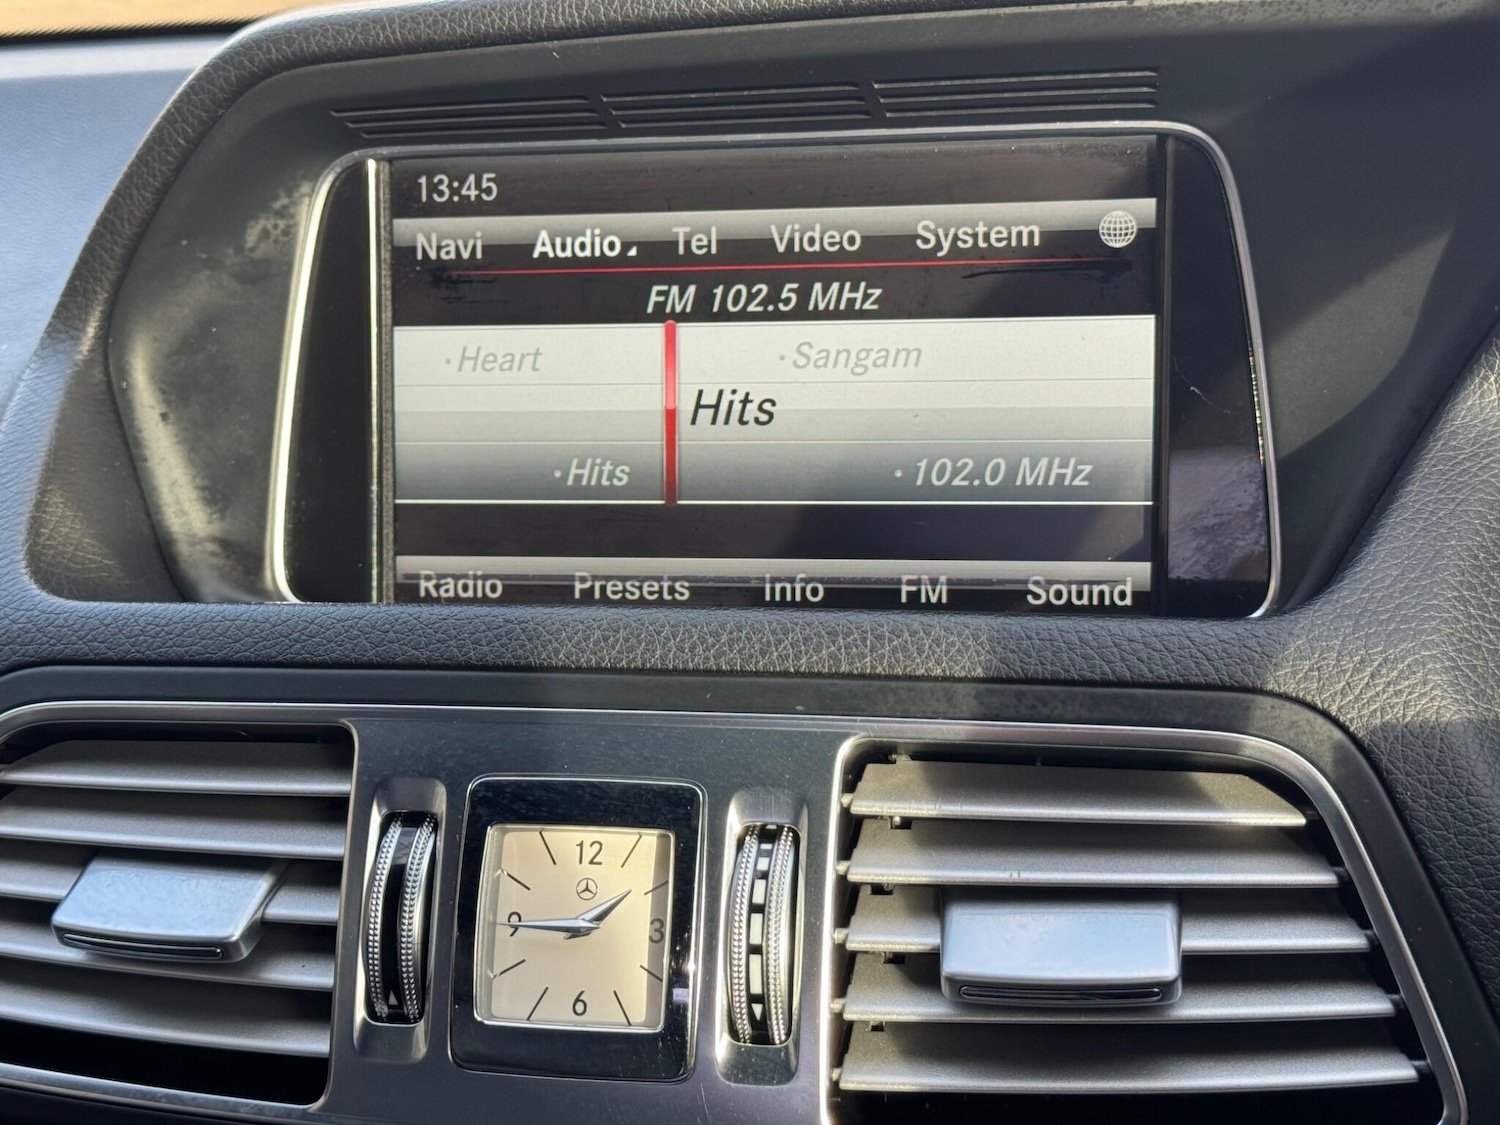 13:45
Navi Audio Tel Video System
FM 102.5 MHz
·Heart ·Sangam
Hits
·Hits ·102.0 MHz
Radio Presets Info FM Sound
12
9 3
6